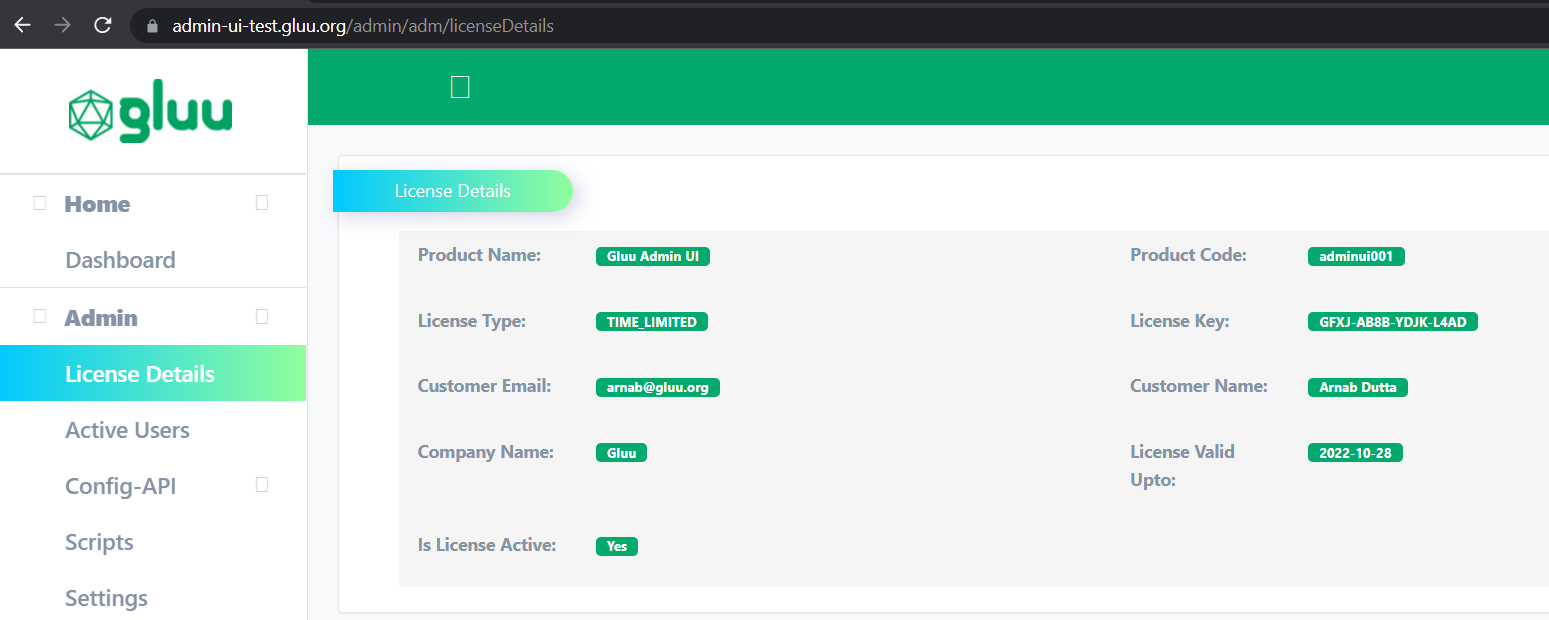 admin-ui-test.gluu.org/admin/adm/licenseDetails
gluu
Home
Dashboard
Admin
License Details
Active Users
Config-API
Scripts
Settings
License Details
Product Name: Gluu Admin UI Product Code: adminui001
License Type: TIME_LIMITED License Key: GFXJ-AB8B-YDJK-L4AD
Customer Email: arnab@gluu.org Customer Name: Arnab Dutta
Company Name: Gluu License Valid Upto: 2022-10-28
Is License Active: Yes